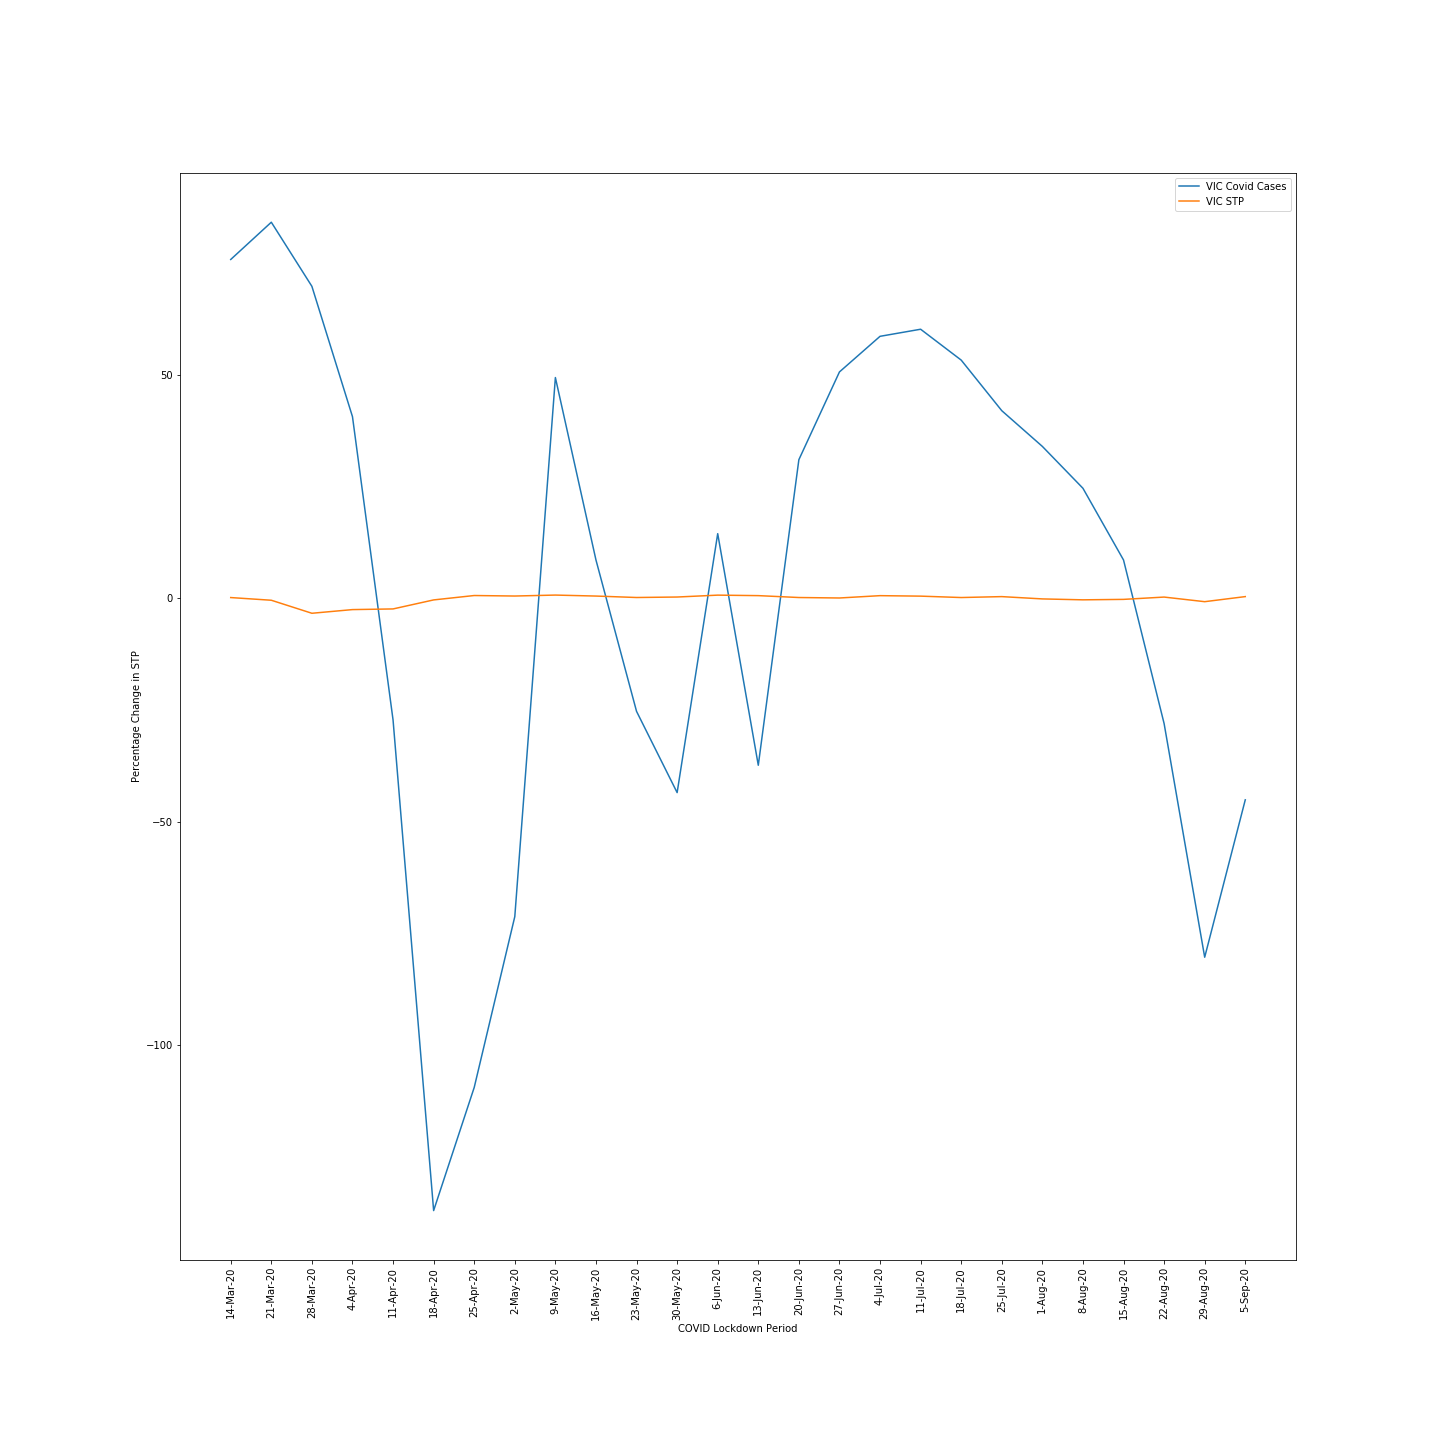 VIC Covid Cases
VIC STP
Percentage Change in STP
50
0
−50
−100
14-Mar-20
21-Mar-20
28-Mar-20
4-Apr-20
11-Apr-20
18-Apr-20
25-Apr-20
2-May-20
9-May-20
16-May-20
23-May-20
30-May-20
6-Jun-20
13-Jun-20
20-Jun-20
27-Jun-20
4-Jul-20
11-Jul-20
18-Jul-20
25-Jul-20
1-Aug-20
8-Aug-20
15-Aug-20
22-Aug-20
29-Aug-20
5-Sep-20
COVID Lockdown Period